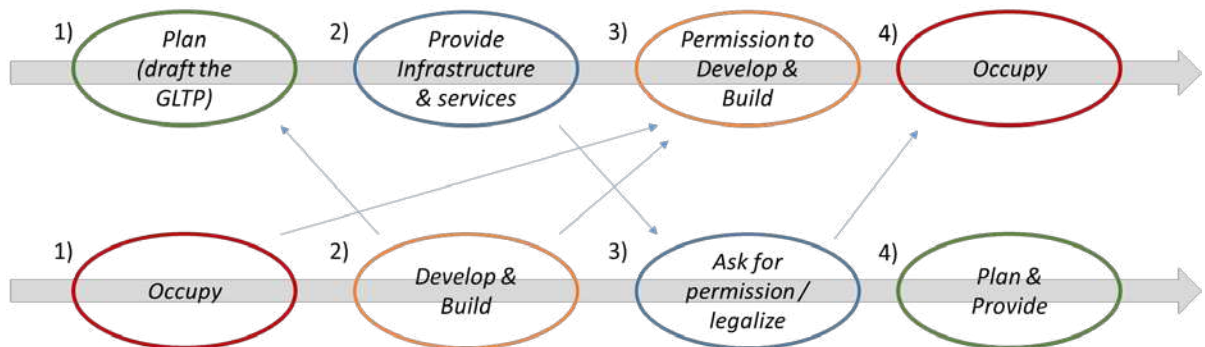 1)
Plan
(draft the
GLTP)
2)
Provide
Infrastructure
& services
3)
Permission to
Develop &
Build
4)
Occupy
1)
Occupy
2)
Develop &
Build
3)
Ask for
permission /
legalize
4)
Plan &
Provide